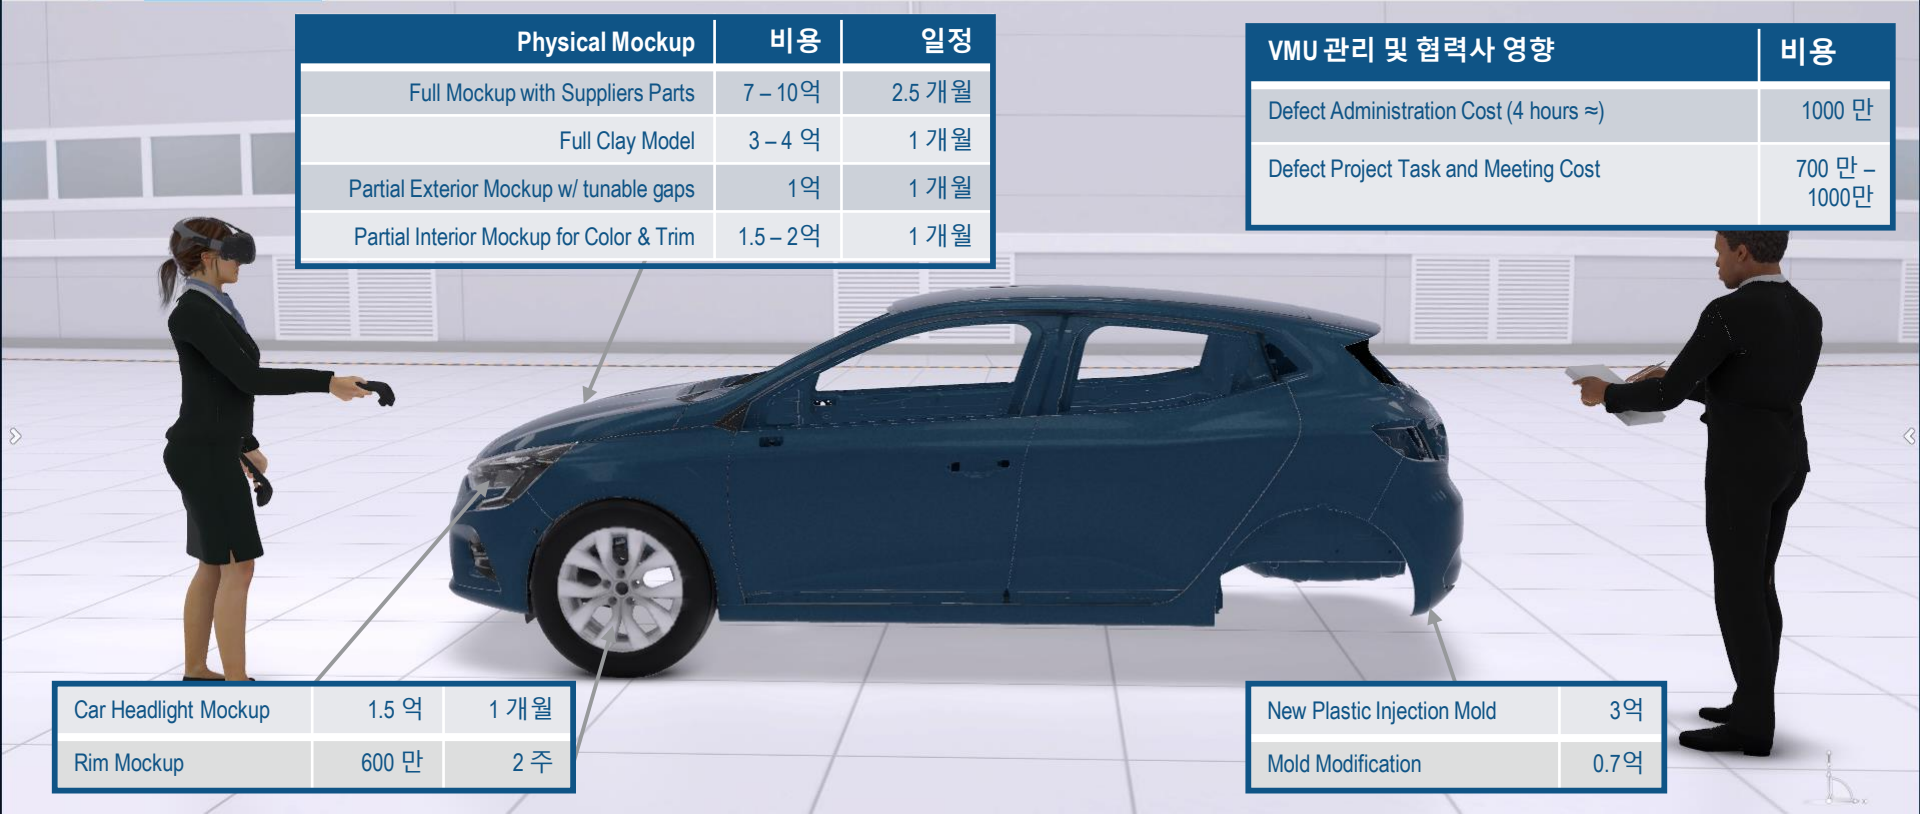 Physical Mockup 비용 일정
Full Mockup with Suppliers Parts 7 – 10억 2.5 개월
Full Clay Model 3 – 4 억 1 개월
Partial Exterior Mockup w/ tunable gaps 1억 1 개월
Partial Interior Mockup for Color & Trim 1.5 – 2억 1 개월
VMU 관리 및 협력사 영향 비용
Defect Administration Cost (4 hours ≈) 1000 만
Defect Project Task and Meeting Cost 700 만 –
1000만
Car Headlight Mockup 1.5 억 1 개월
Rim Mockup 600 만 2 주
New Plastic Injection Mold 3억
Mold Modification 0.7억